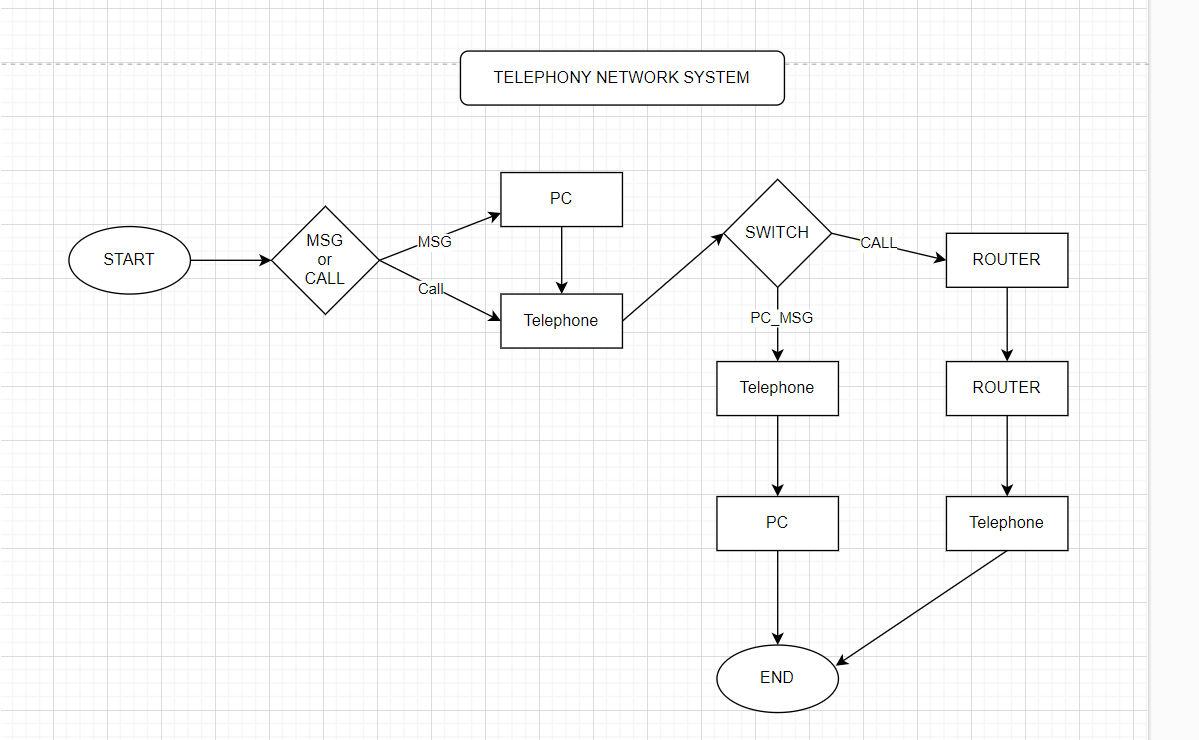 TELEPHONY NETWORK SYSTEM
START
MSG
or
CALL
MSG
Call
PC
Telephone
SWITCH
CALL
PC_MSG
ROUTER
Telephone
ROUTER
PC
Telephone
END